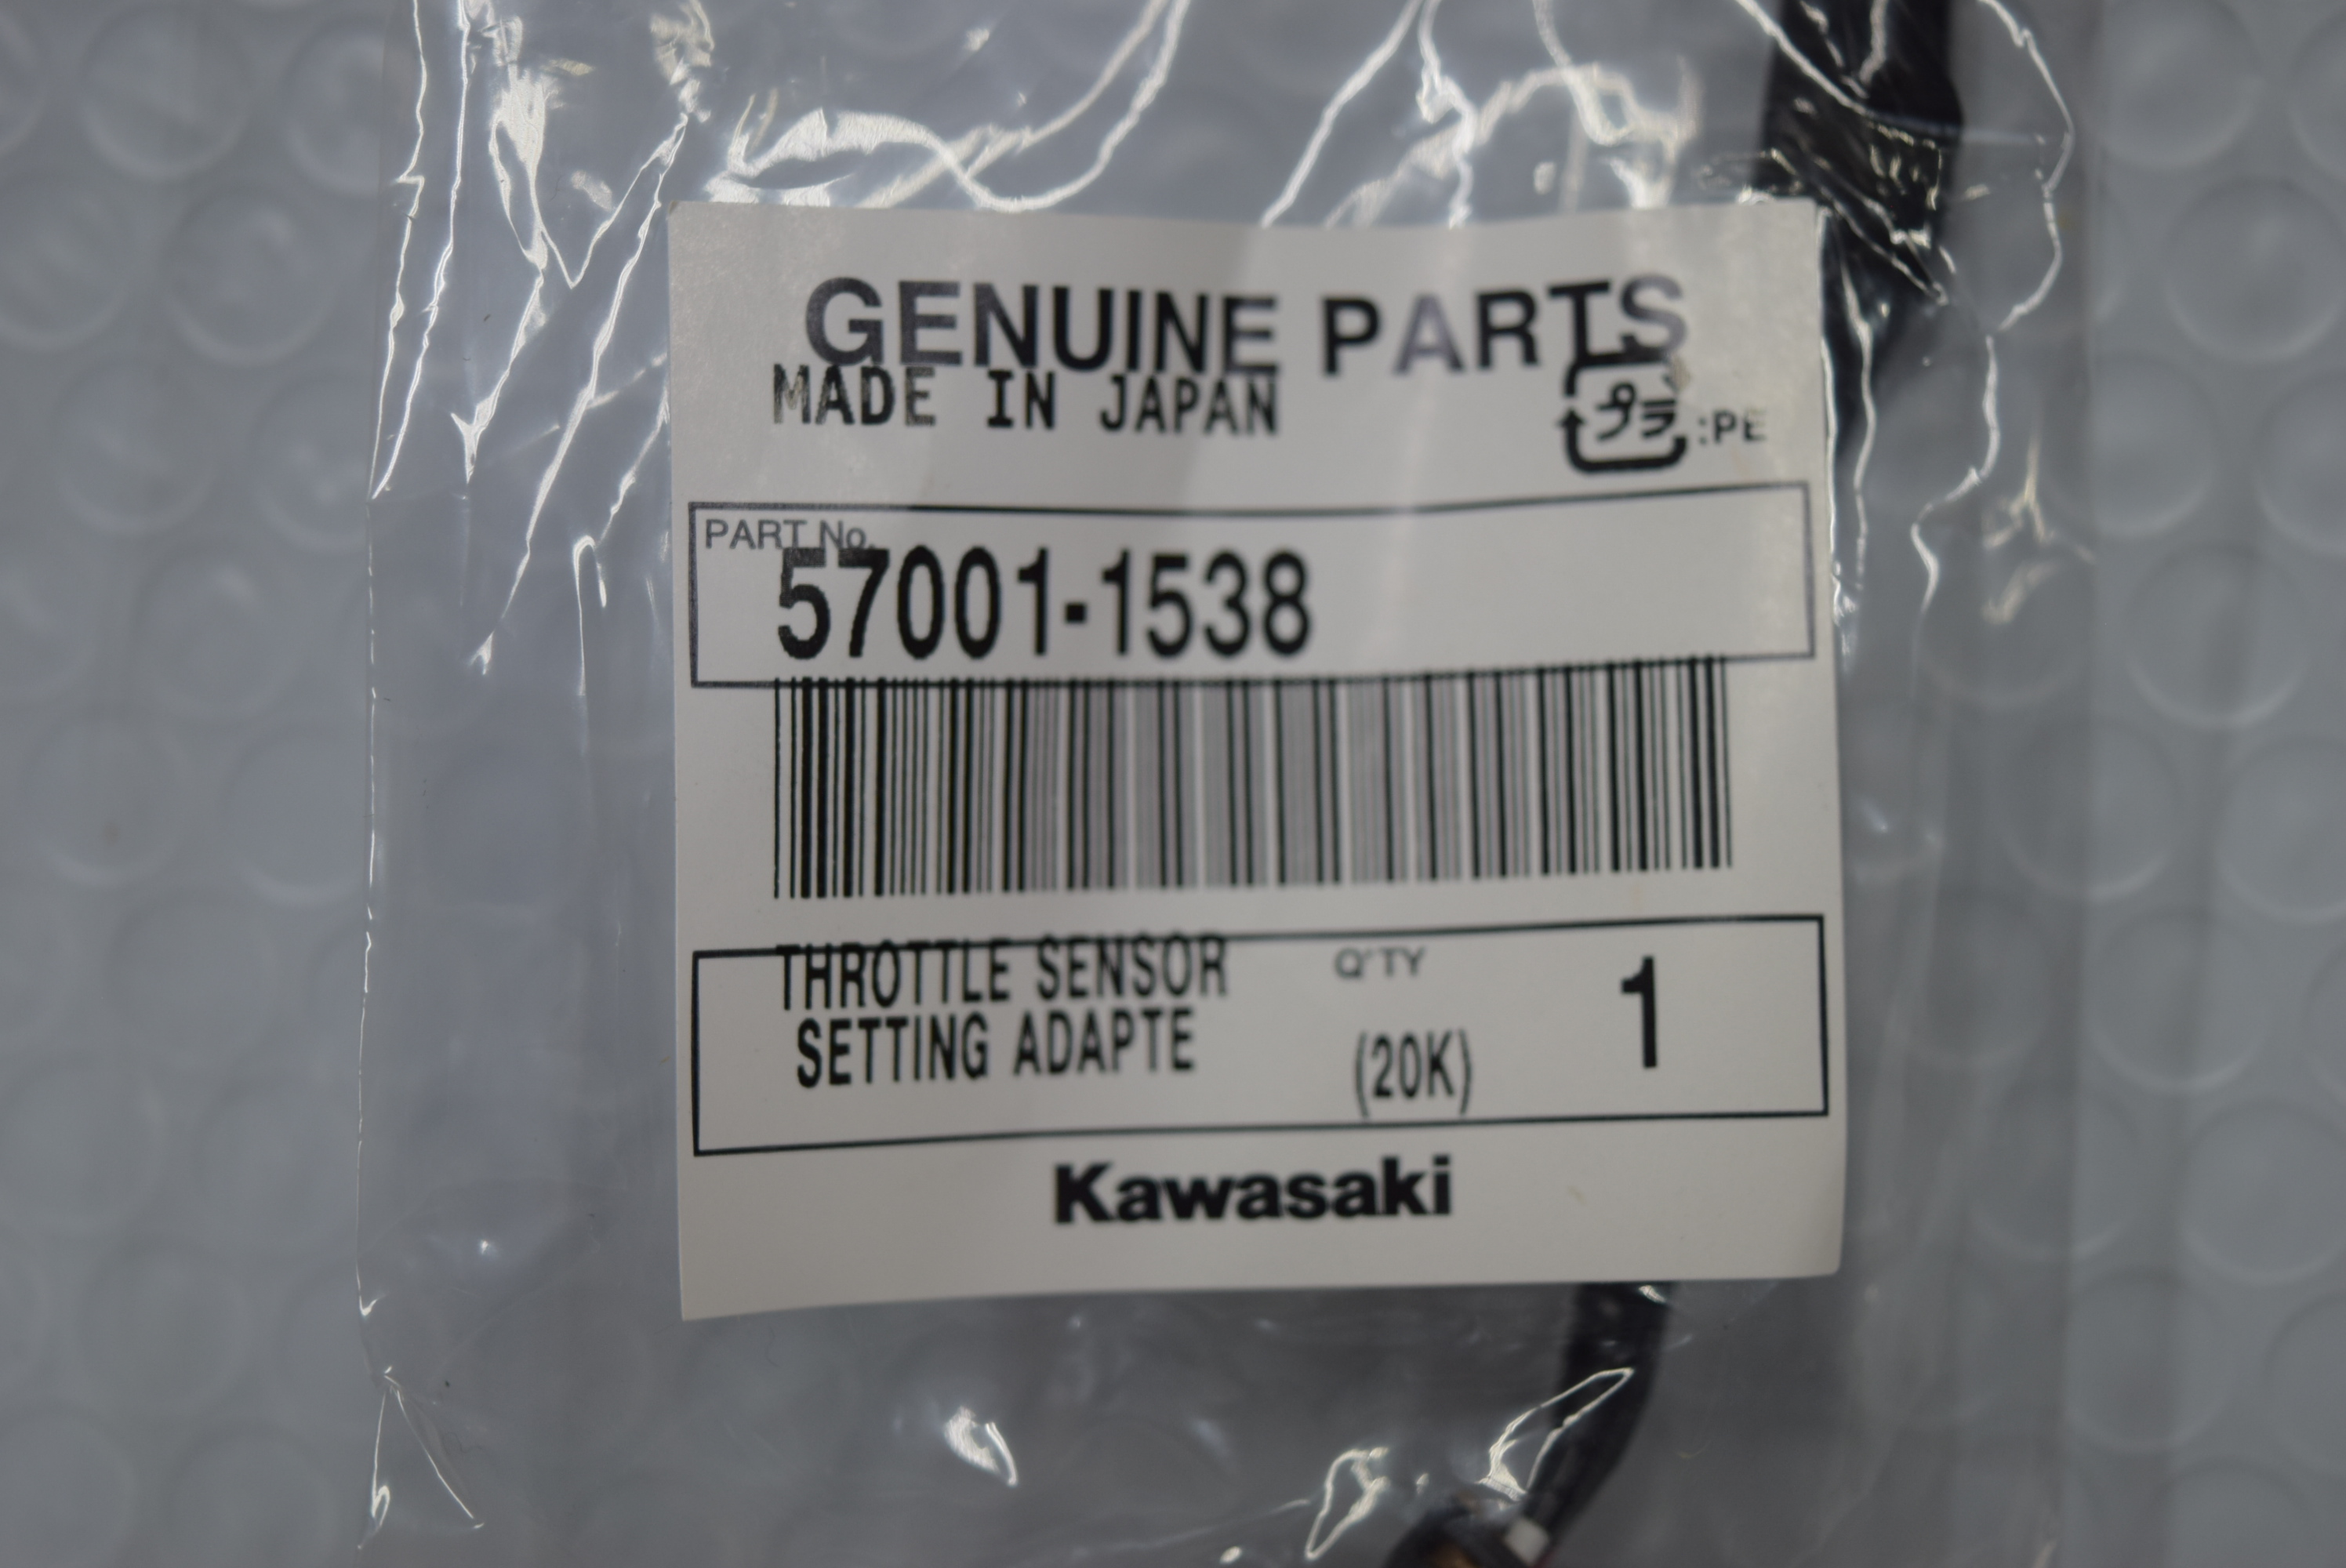 GENUINE PARTS
MADE IN JAPAN
プラ :PE
PART No.
57001-1538
THROTTLE SENSOR Q'TY 1
SETTING ADAPTE (20K)
Kawasaki